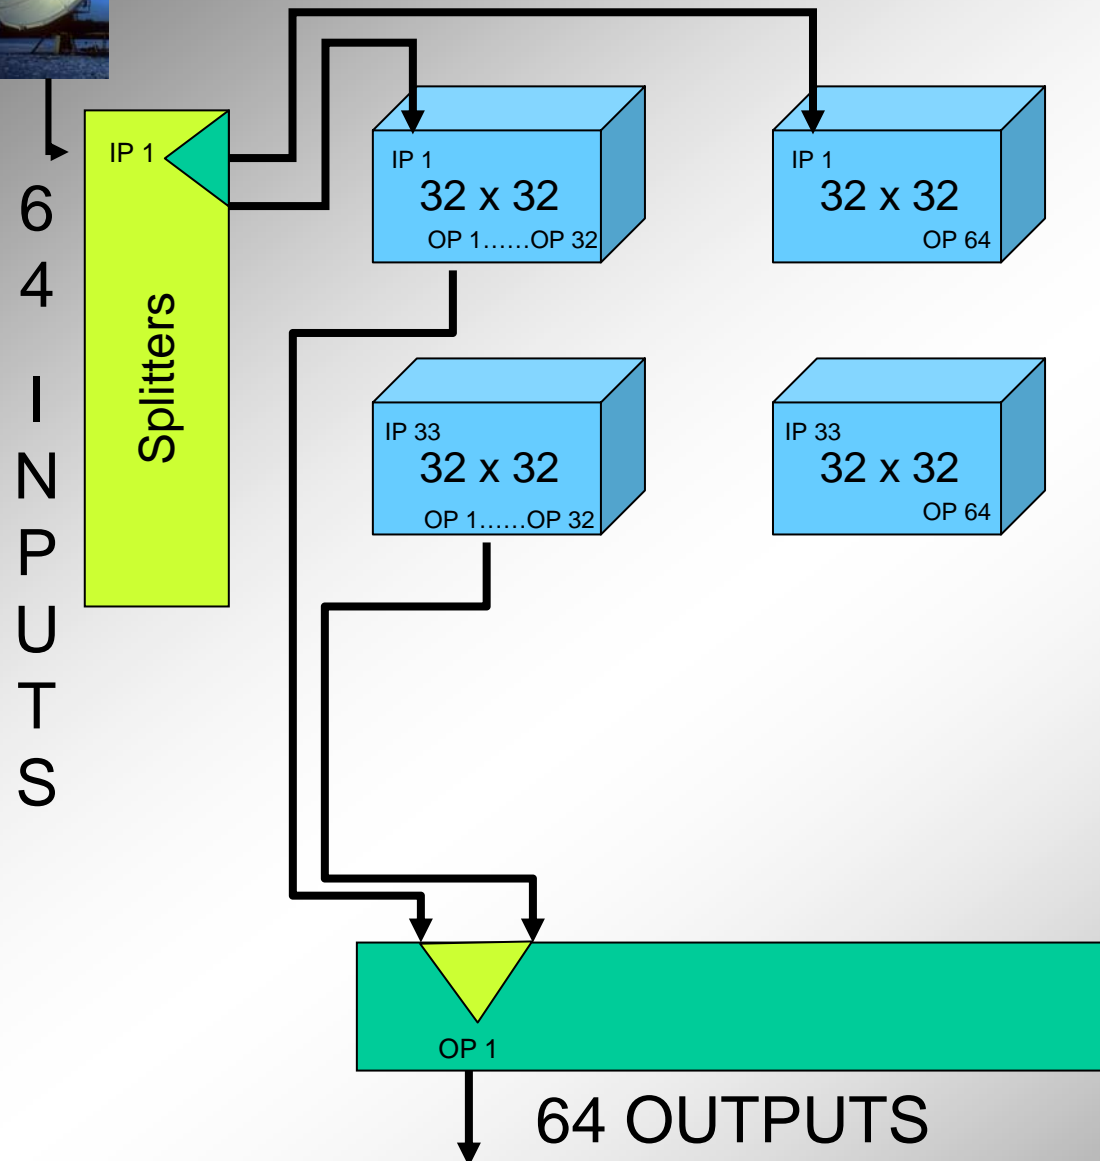 IP 1
64 INPUTS
Splitters
IP 1
32 x 32
OP 1......OP 32
IP 1
32 x 32
OP 64
IP 33
32 x 32
OP 1......OP 32
IP 33
32 x 32
OP 64
OP 1
64 OUTPUTS